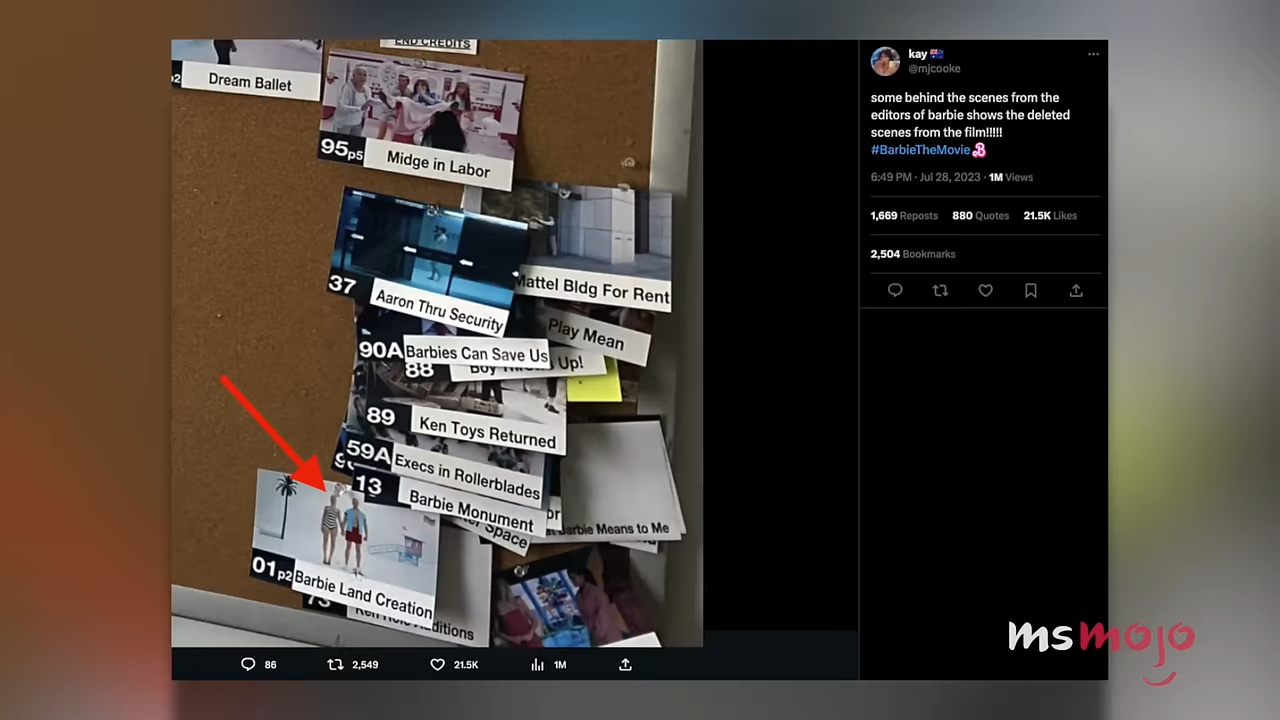 END CREDITS
p2
Dream Ballet
95p5
Midge in Labor
37
Aaron Thru Security
Mattel Bldg For Rent
Play Mean
90A Barbies Can Save Us
88
Up!
89
Ken Toys Returned
59A Execs in Rollerblades
13
Barbie Monument
Space
Barbie Means to Me
01p2 Barbie Land Creation
73
kay
@mjcooke
some behind the scenes from the
editors of barbie shows the deleted
scenes from the film!!!!!
#BarbieTheMovie
6:49 PM · Jul 28, 2023 · 1M Views
1,669 Reposts 880 Quotes 21.5K Likes
2,504 Bookmarks
86 2,549 21.5K 1M
msmojo